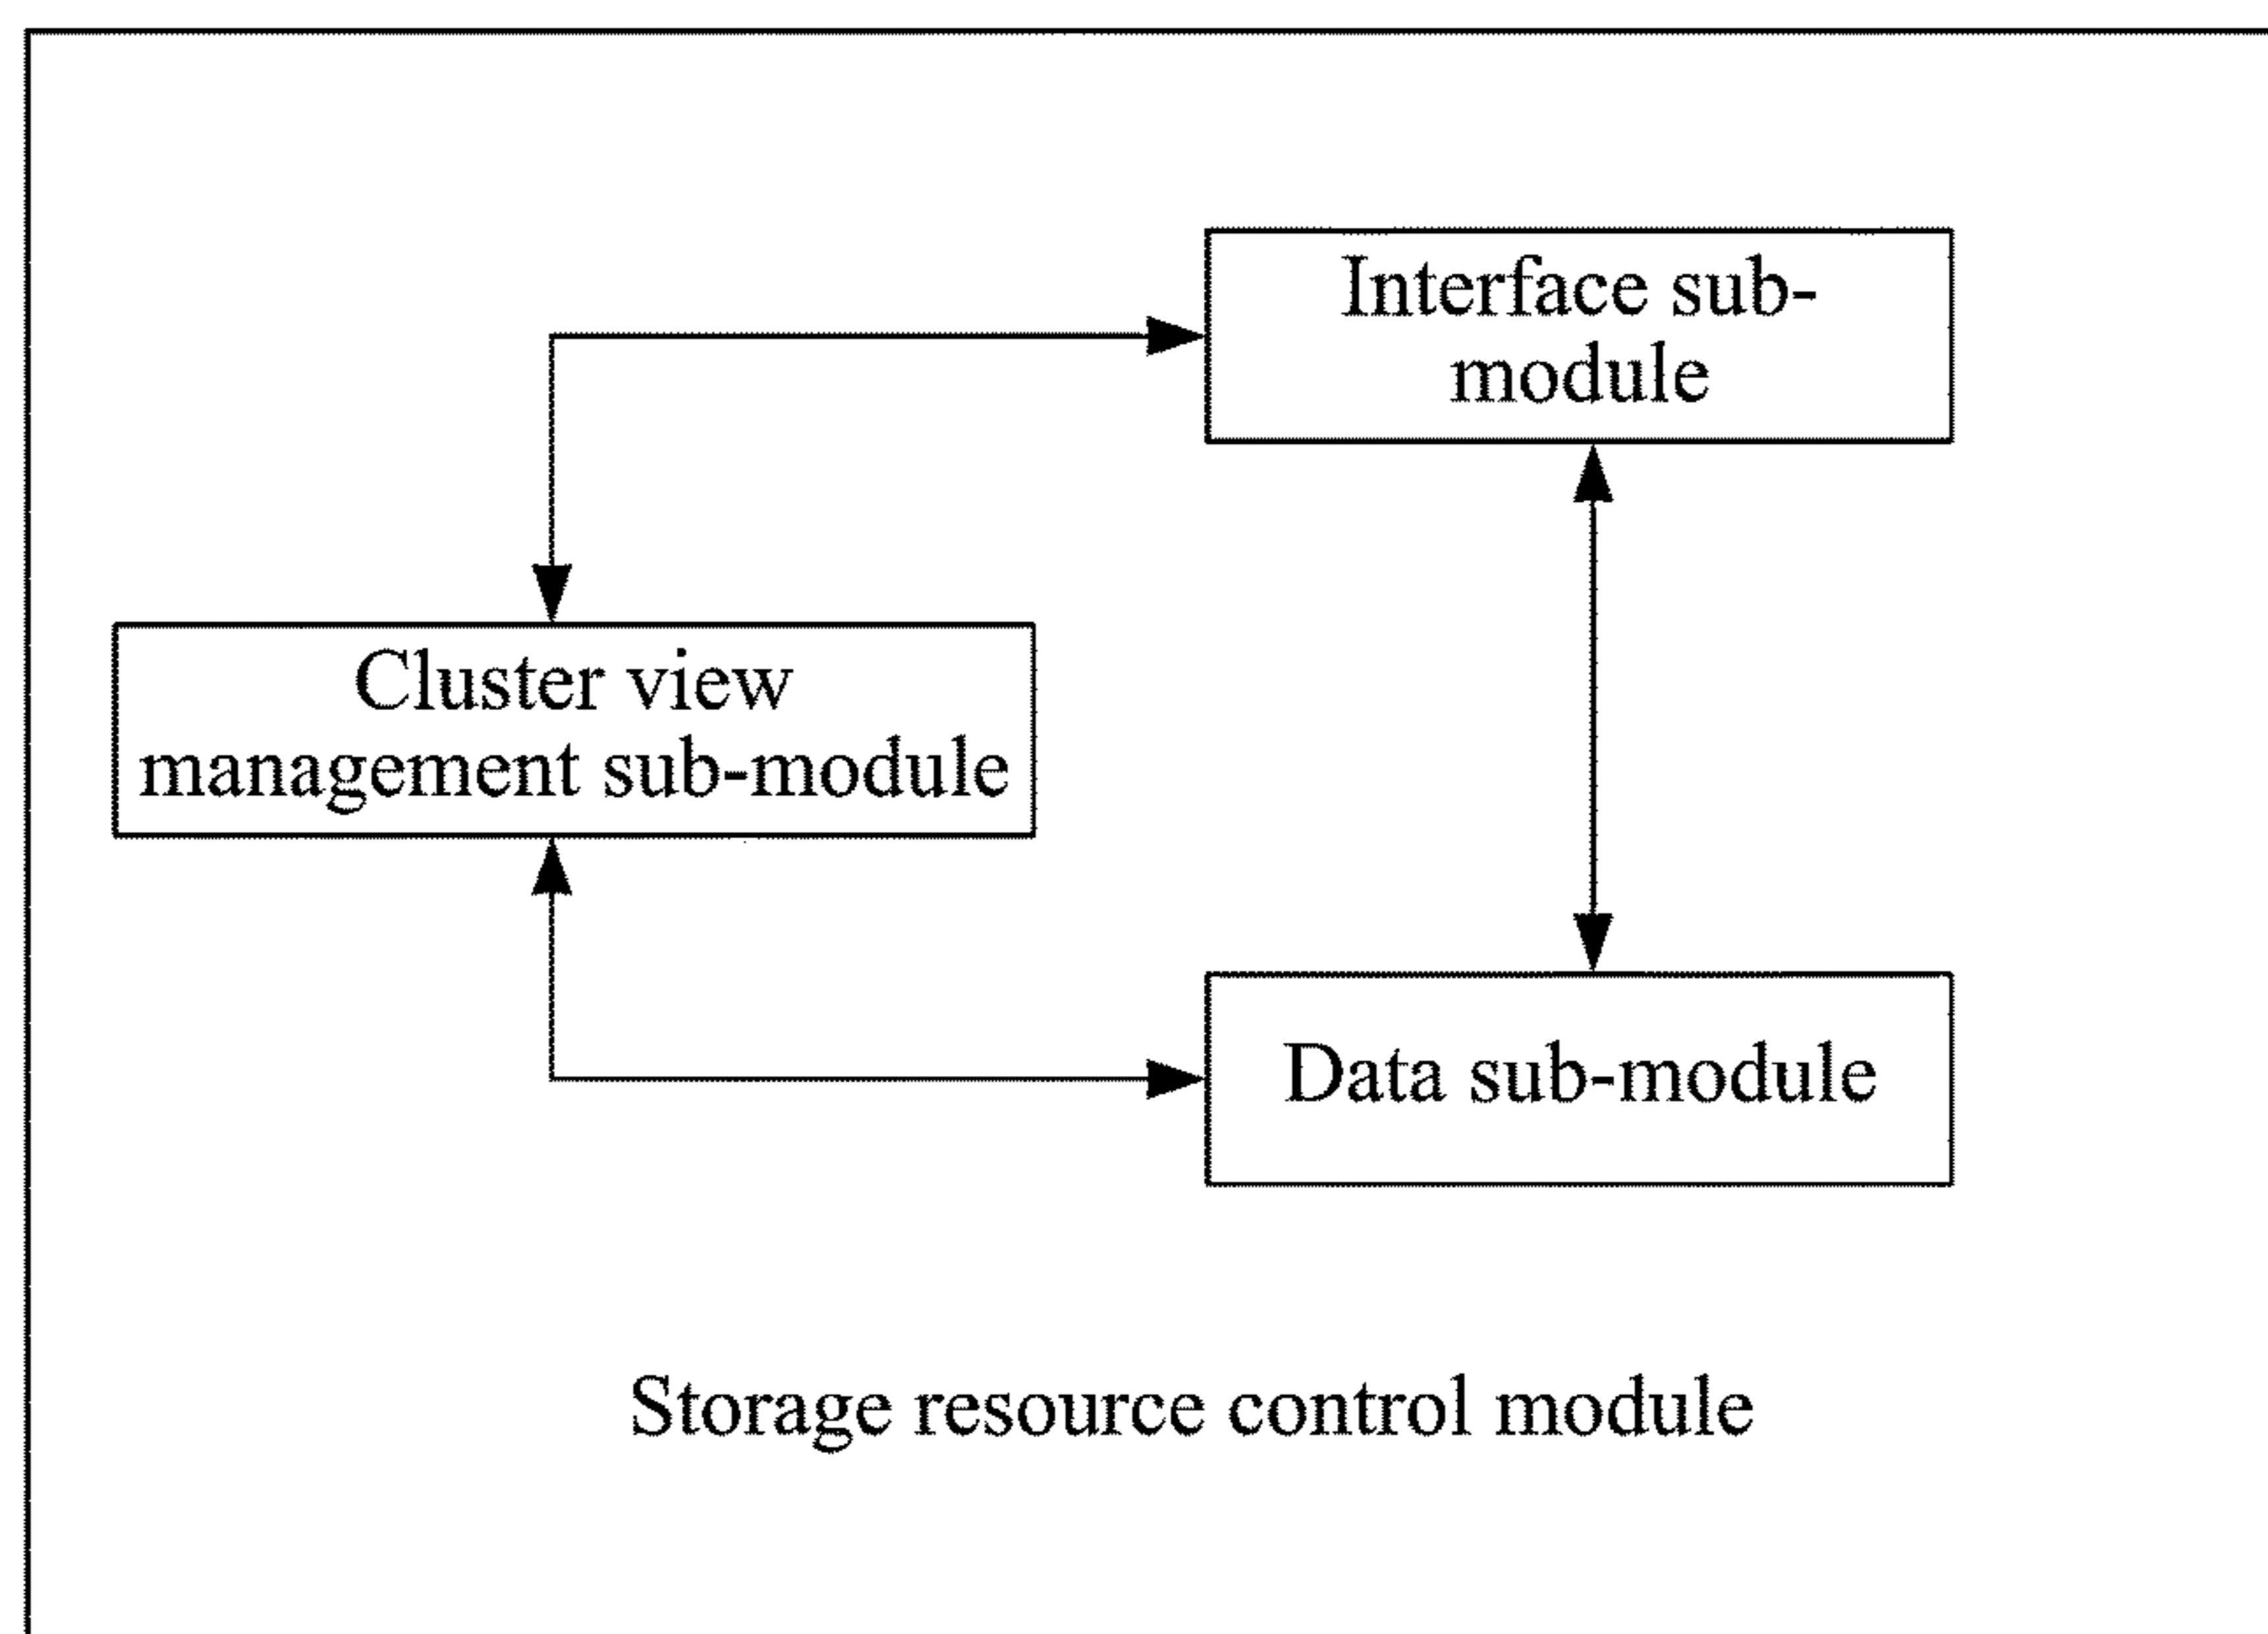 Interface sub-
module
Cluster view
management sub-module
Data sub-module
Storage resource control module